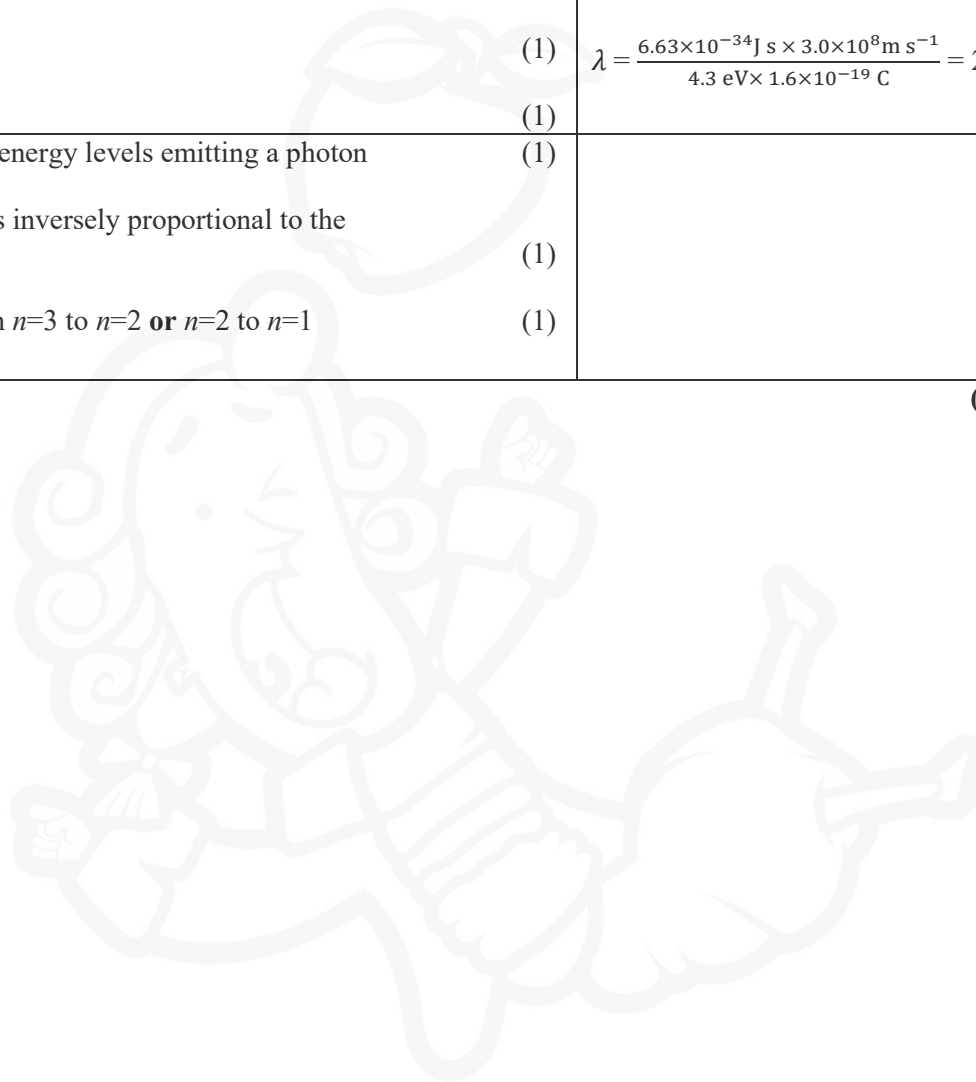 (1)
λ = 6.63×10⁻³⁴J s × 3.0×10⁸m s⁻¹ / 4.3 eV× 1.6×10⁻¹⁹ C =
(1)
energy levels emitting a photon (1)
s inversely proportional to the
(1)
n=3 to n=2 or n=2 to n=1 (1)